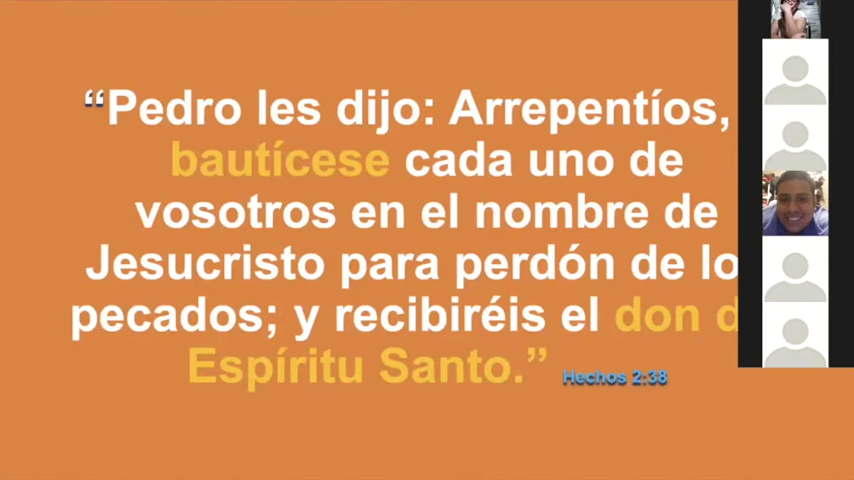 “Pedro les dijo: Arrepentíos,
bautícese cada uno de
vosotros en el nombre de
Jesucristo para perdón de
pecados; y recibiréis el don
Espíritu Santo.” Hechos 2:38